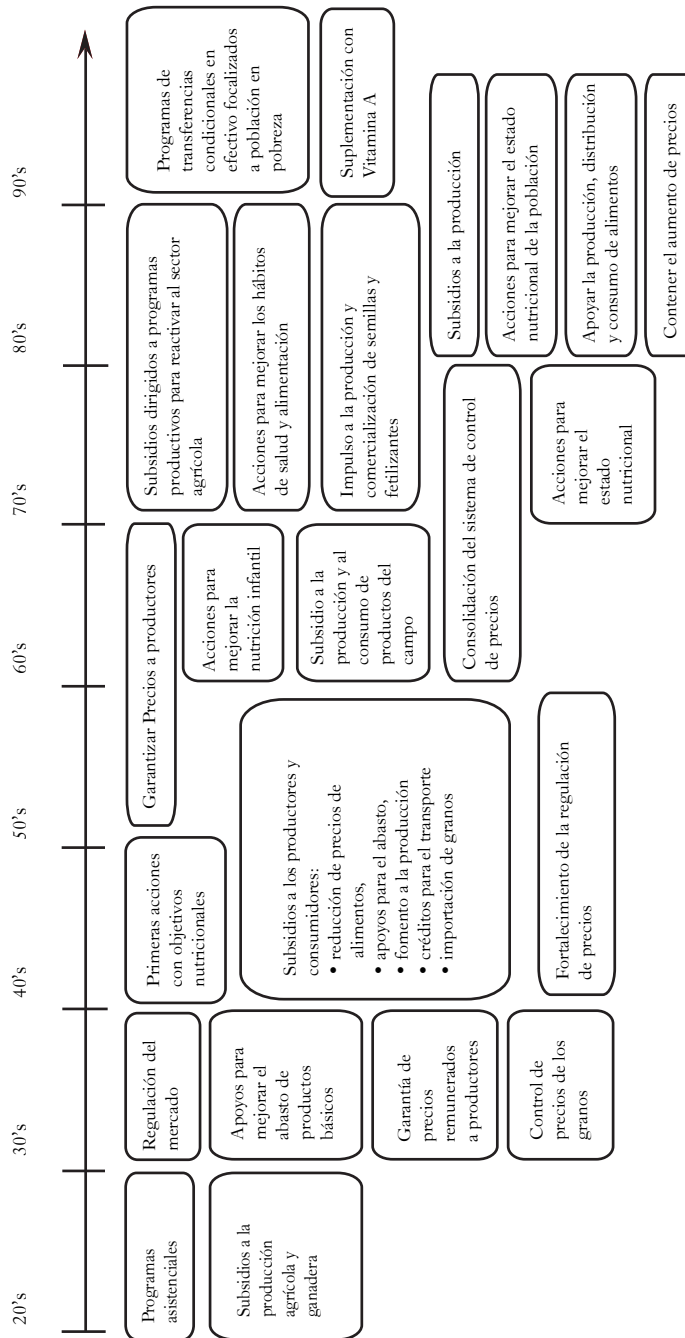 20's
30's
40's
50's
60's
70's
80's
90's
Programas
asistenciales
Subsidios a la
producción
agrícola y
ganadera
Regulación del
mercado
Apoyos para
mejorar el
abasto de
productos
básicos
Garantía de
precios
remunerados
a productores
Control de
precios de los
granos
Primeras acciones
con objetivos
nutricionales
Subsidios a los productores y
consumidores:
• reducción de precios de
alimentos,
• apoyos para el abasto,
• fomento a la producción
• créditos para el transporte
• importación de granos
Fortalecimiento de la regulación
de precios
Garantizar Precios a productores
Acciones para
mejorar la
nutrición infantil
Subsidio a la
producción y al
consumo de
productos del
campo
Consolidación del sistema de control
de precios
Subsidios dirigidos a programas
productivos para reactivar al sector
agrícola
Acciones para mejorar los hábitos
de salud y alimentación
Impulso a la producción y
comercialización de semillas y
fetilizantes
Acciones para
mejorar el
estado
nutricional
Programas de
transferencias
condicionales en
efectivo focalizados
a población en
pobreza
Suplementación con
Vitamina A
Subsidios a la producción
Acciones para mejorar el estado
nutricional de la población
Apoyar la producción, distribución
y consumo de alimentos
Contener el aumento de precios